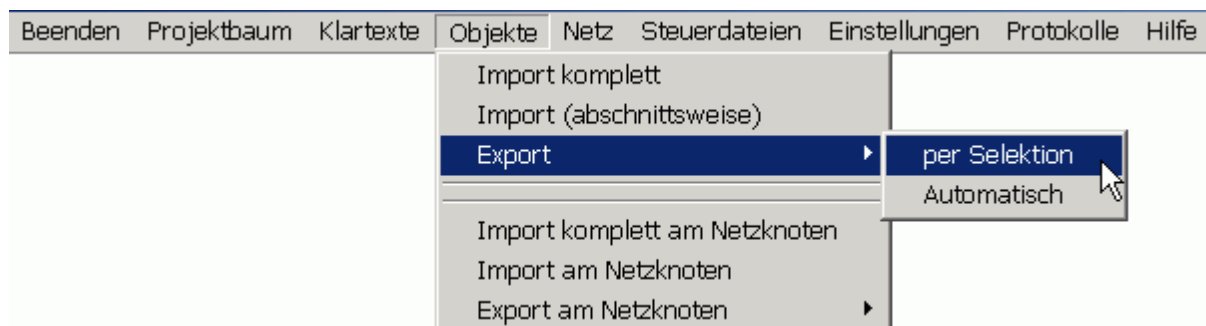 Beenden Projektbaum Klartexte Objekte Netz Steuerdateien Einstellungen Protokolle Hilfe
Import komplett
Import (abschnittsweise)
Export
per Selektion
Automatisch
Import komplett am Netzknoten
Import am Netzknoten
Export am Netzknoten